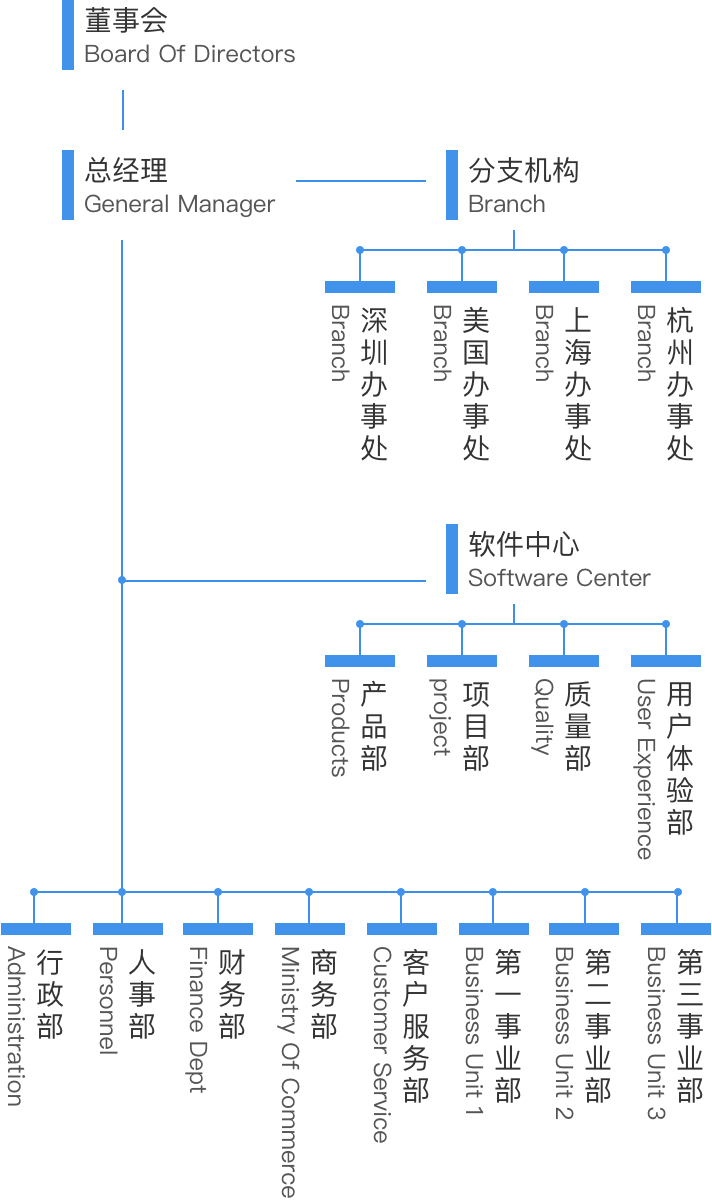 董事会
Board Of Directors
总经理
General Manager
分支机构
Branch
深圳办事处
Branch
美国办事处
Branch
上海办事处
Branch
杭州办事处
Branch
软件中心
Software Center
产品部
Products
项目部
project
质量部
Quality
用户体验部
User Experience
行政部
Administration
人事部
Personnel
财务部
Finance Dept
商务部
Ministry Of Commerce
客户服务部
Customer Service
第一事业部
Business Unit 1
第二事业部
Business Unit 2
第三事业部
Business Unit 3